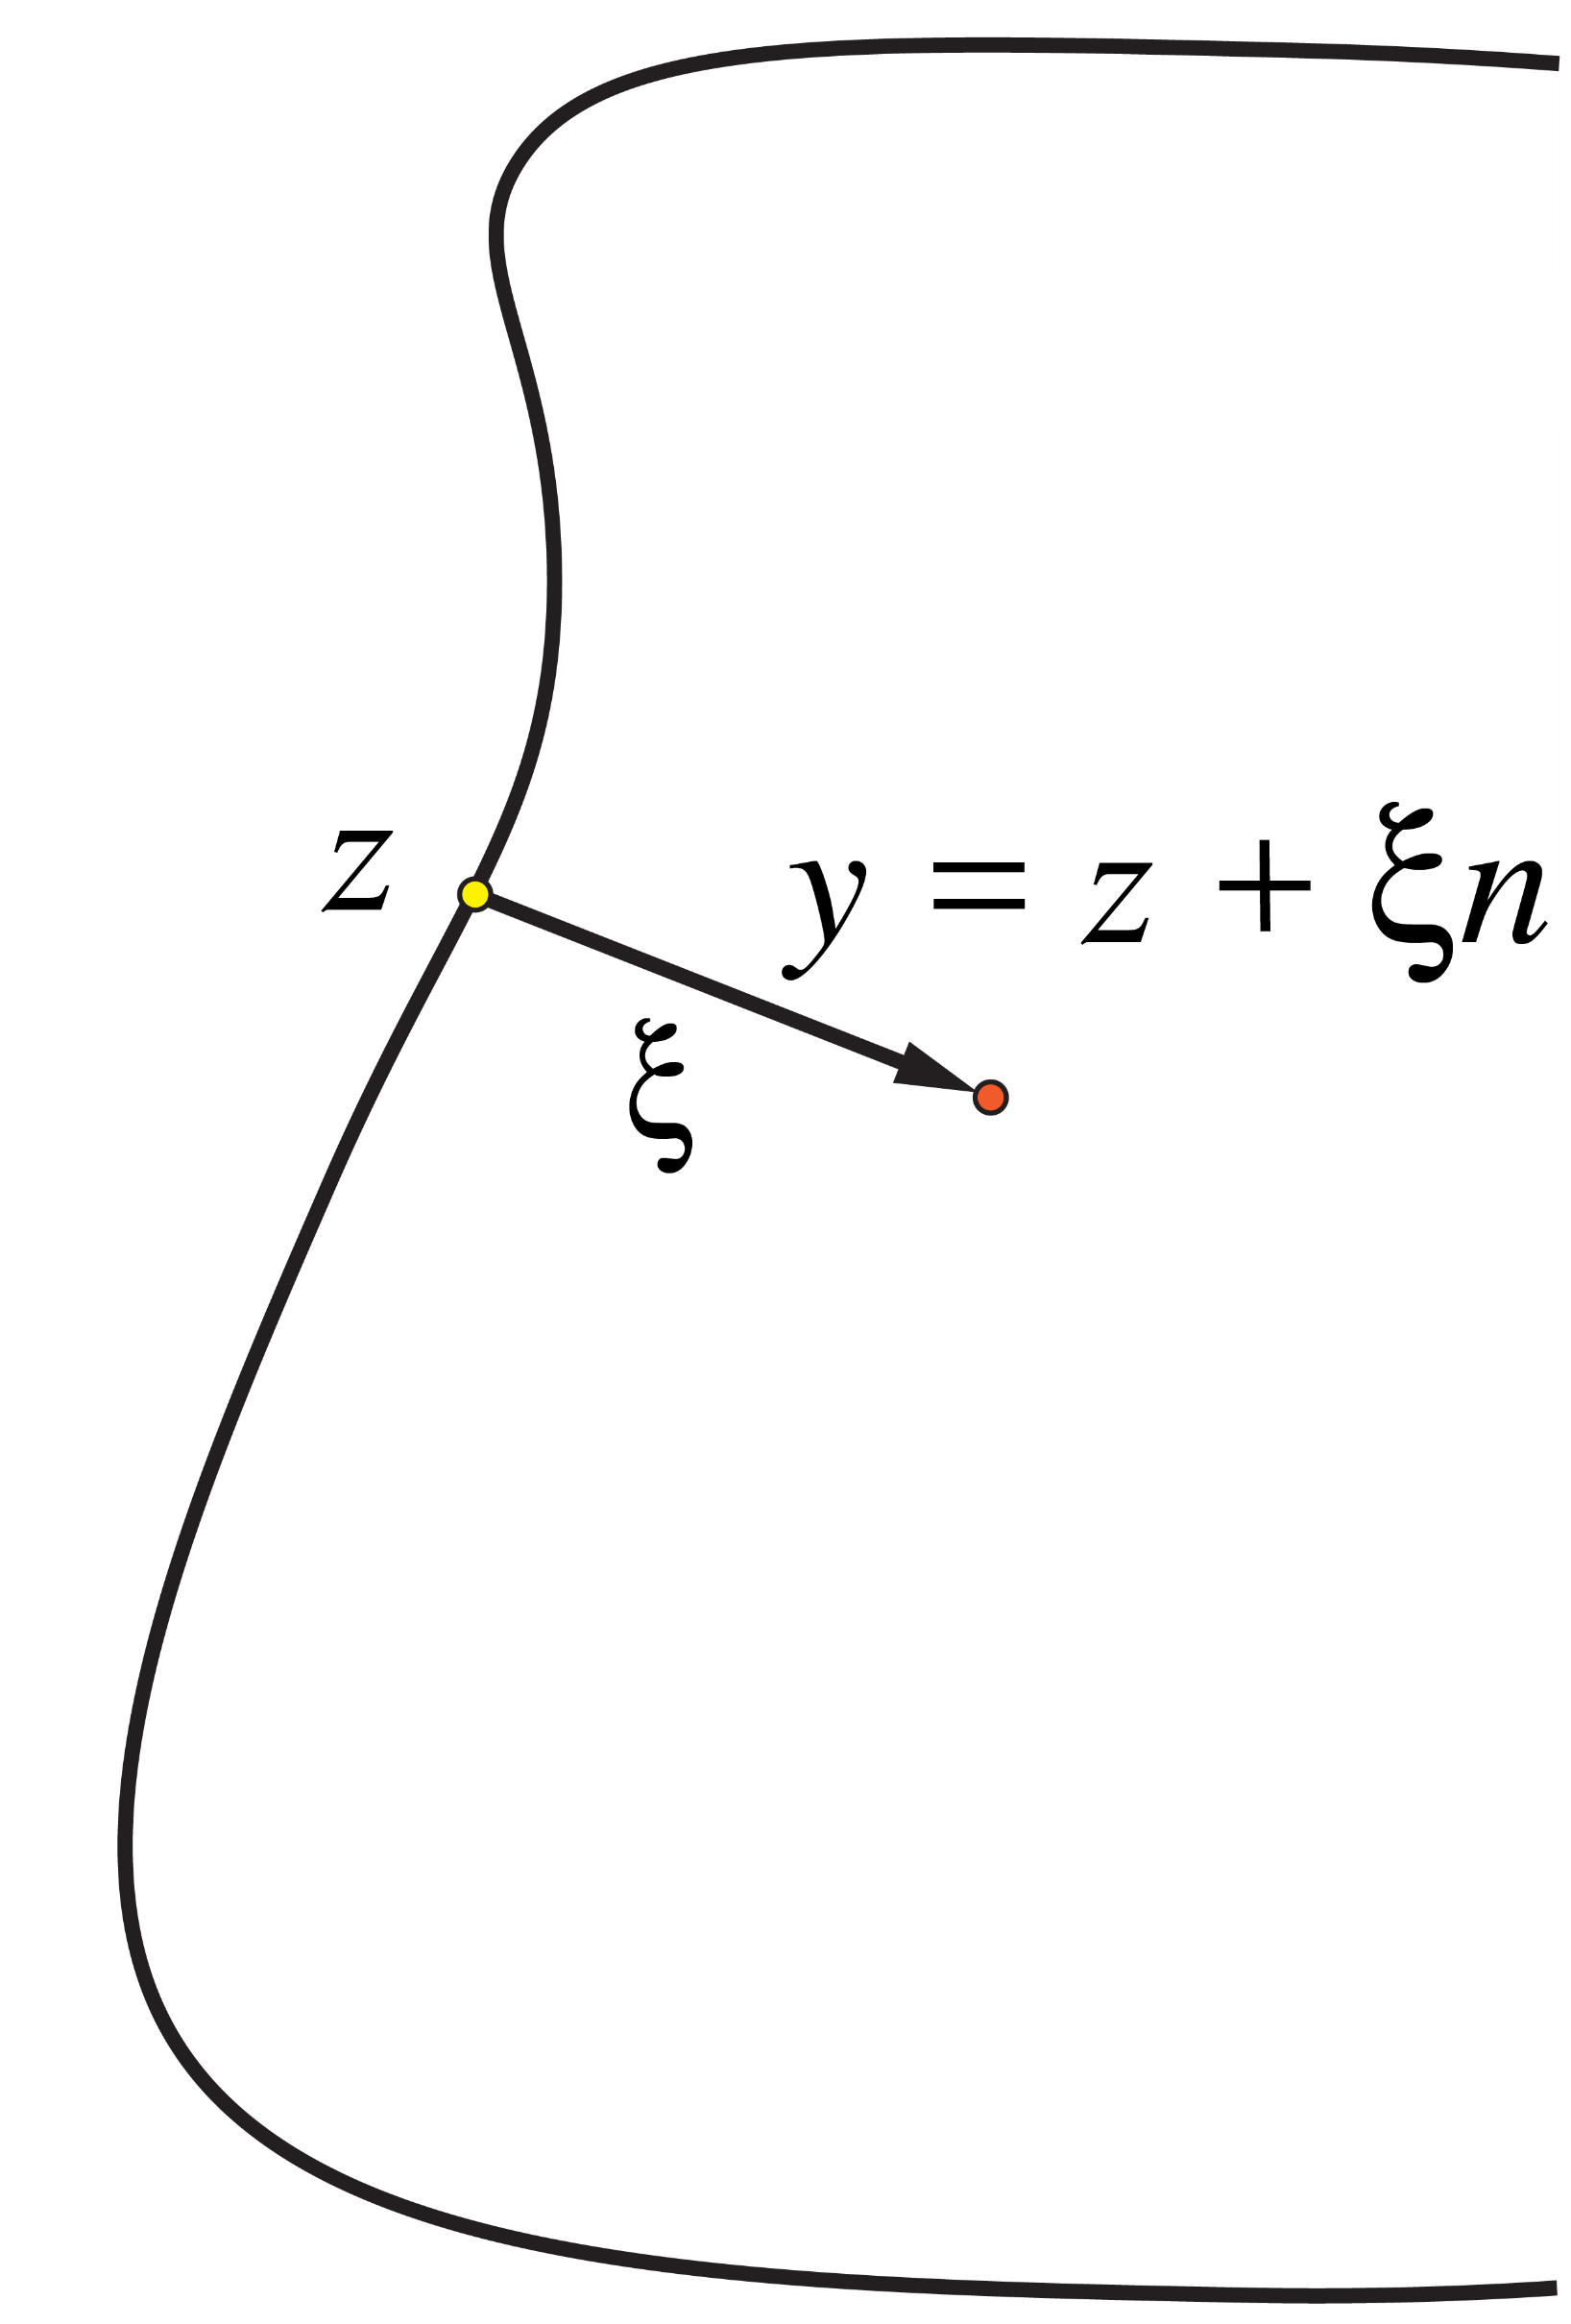 z
y = z + ξn
ξ